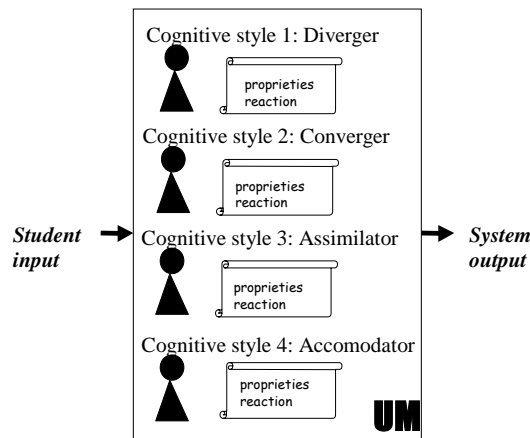 Cognitive style 1: Diverger
proprieties
reaction
Cognitive style 2: Converger
proprieties
reaction
Student
input
System
output
Cognitive style 3: Assimilator
proprieties
reaction
Cognitive style 4: Accomodator
proprieties
reaction
UM